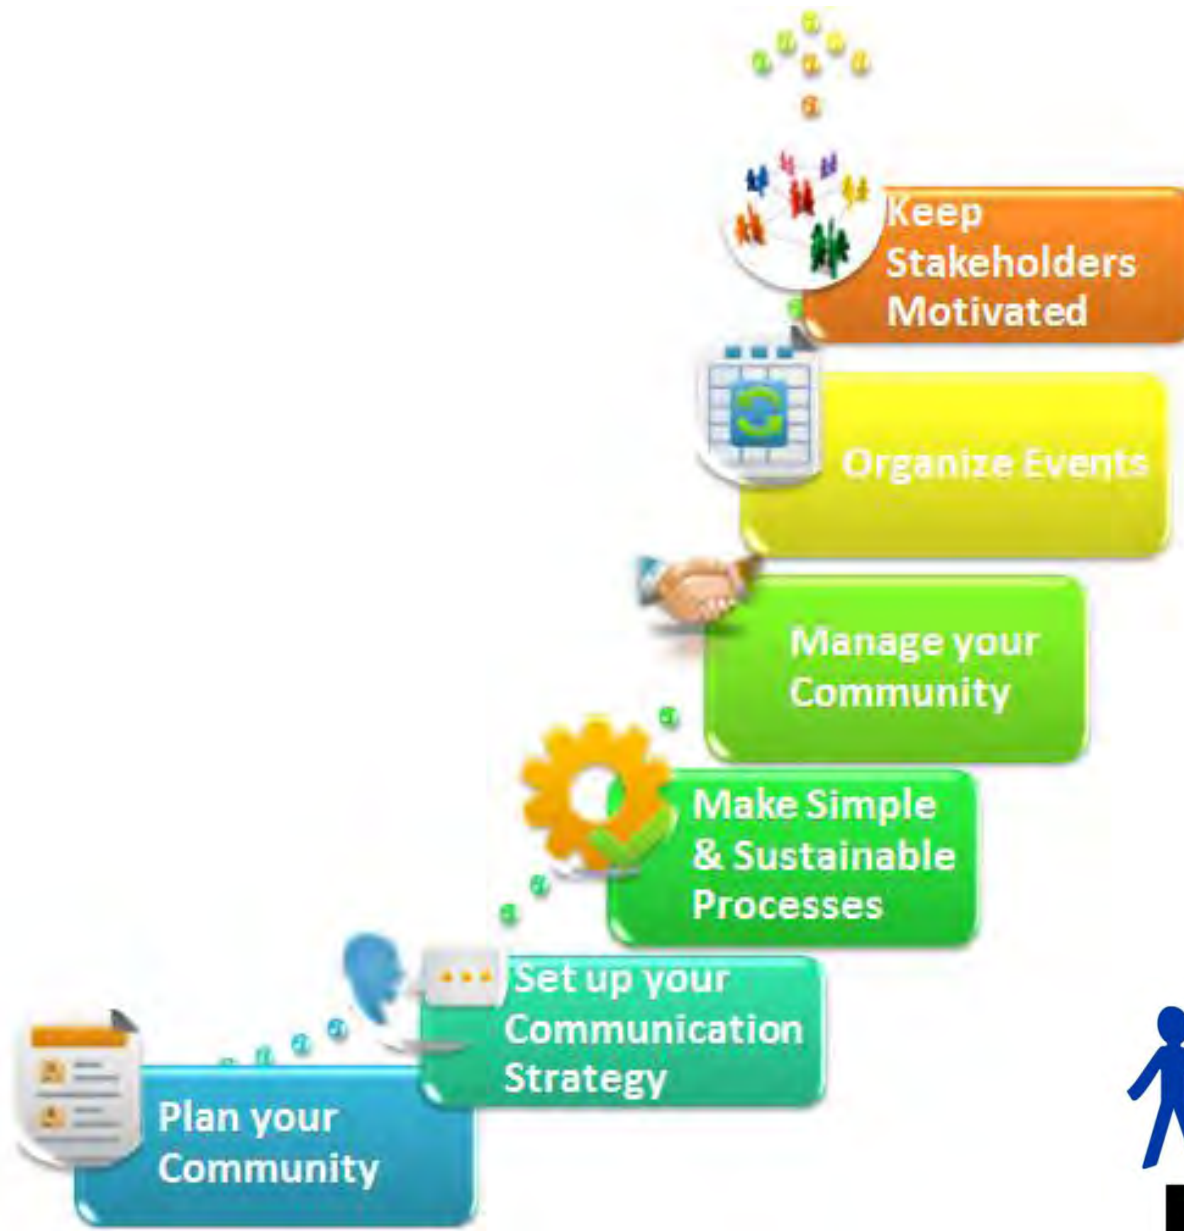 Keep
Stakeholders
Motivated
Organize Events
Manage your
Community
Make Simple
& Sustainable
Processes
Set up your
Communication
Strategy
Plan your
Community